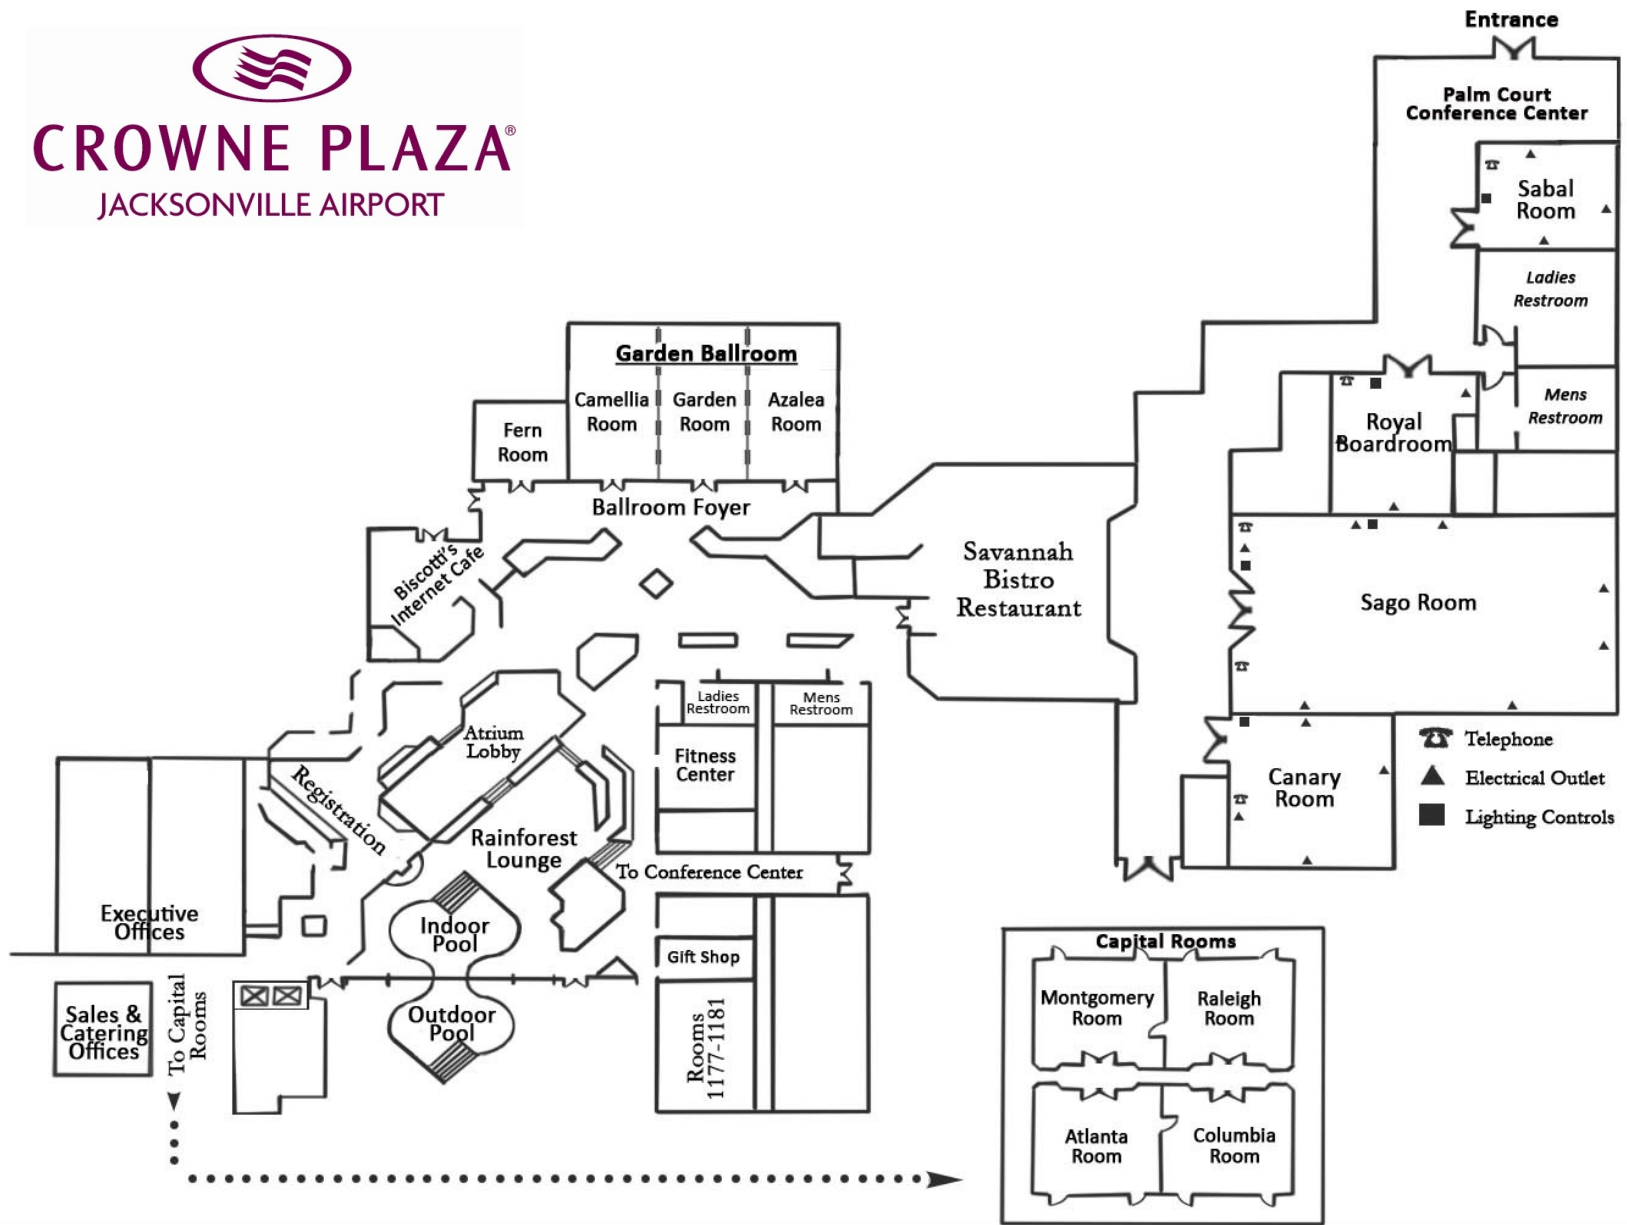 CROWNE PLAZA®
JACKSONVILLE AIRPORT
Entrance
Palm Court
Conference Center
Sabal
Room
Ladies
Restroom
Mens
Restroom
Royal
Boardroom
Garden Ballroom
Camellia
Room
Garden
Room
Azalea
Room
Fern
Room
Ballroom Foyer
Biscotti's
Internet Cafe
Savannah
Bistro
Restaurant
Sago Room
Ladies
Restroom
Mens
Restroom
Atrium
Lobby
Fitness
Center
Registration
Rainforest
Lounge
To Conference Center
Canary
Room
Telephone
Electrical Outlet
Lighting Controls
Executive
Offices
Indoor
Pool
Gift Shop
Sales &
Catering
Offices
To Capital
Rooms
Outdoor
Pool
Rooms
1177-1181
Capital Rooms
Montgomery
Room
Raleigh
Room
Atlanta
Room
Columbia
Room